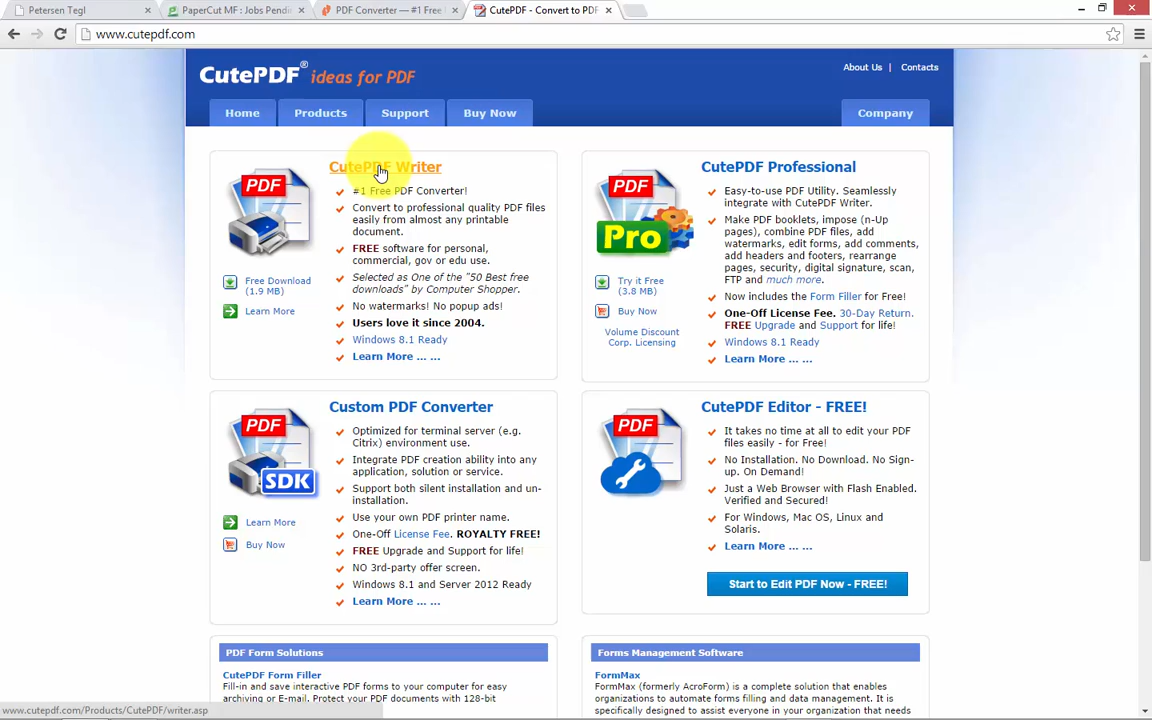 Petersen Tegl
PaperCut MF : Jobs Pendin
PDF Converter — #1 Free
CutePDF - Convert to PDF
www.cutepdf.com
CutePDF® ideas for PDF
About Us | Contacts
Home
Products
Support
Buy Now
Company
CutePDF Writer
PDF
#1 Free PDF Converter!
Convert to professional quality PDF files
easily from almost any printable
document.
FREE software for personal,
commercial, gov or edu use.
Selected as One of the "50 Best free
downloads" by Computer Shopper.
No watermarks! No popup ads!
Users love it since 2004.
Windows 8.1 Ready
Learn More ... ...
Free Download
(1.9 MB)
Learn More
CutePDF Professional
PDF
Pro
Easy-to-use PDF Utility. Seamlessly
integrate with CutePDF Writer.
Make PDF booklets, impose (n-Up
pages), combine PDF files, add
watermarks, edit forms, add comments,
add headers and footers, rearrange
pages, security, digital signature, scan,
FTP and much more.
Now includes the Form Filler for Free!
One-Off License Fee. 30-Day Return.
FREE Upgrade and Support for life!
Windows 8.1 Ready
Learn More ... ...
Try it Free
(3.8 MB)
Buy Now
Volume Discount
Corp. Licensing
Custom PDF Converter
PDF
SDK
Optimized for terminal server (e.g.
Citrix) environment use.
Integrate PDF creation ability into any
application, solution or service.
Support both silent installation and un-
installation.
Use your own PDF printer name.
One-Off License Fee. ROYALTY FREE!
FREE Upgrade and Support for life!
NO 3rd-party offer screen.
Windows 8.1 and Server 2012 Ready
Learn More ... ...
Learn More
Buy Now
CutePDF Editor - FREE!
PDF
It takes no time at all to edit your PDF
files easily - for Free!
No Installation. No Download. No Sign-
up. On Demand!
Just a Web Browser with Flash Enabled.
Verified and Secured!
For Windows, Mac OS, Linux and
Solaris.
Learn More ... ...
Start to Edit PDF Now - FREE!
PDF Form Solutions
CutePDF Form Filler
Fill-in and save interactive PDF forms to your computer for easy
archiving or E-mail. Protect your PDF documents with 128-bit
Forms Management Software
FormMax
FormMax (formerly AcroForm) is a complete solution that enables
organizations to automate forms filling and data management. It is
specifically designed to assist everyone in your organization that needs
www.cutepdf.com/Products/CutePDF/writer.asp